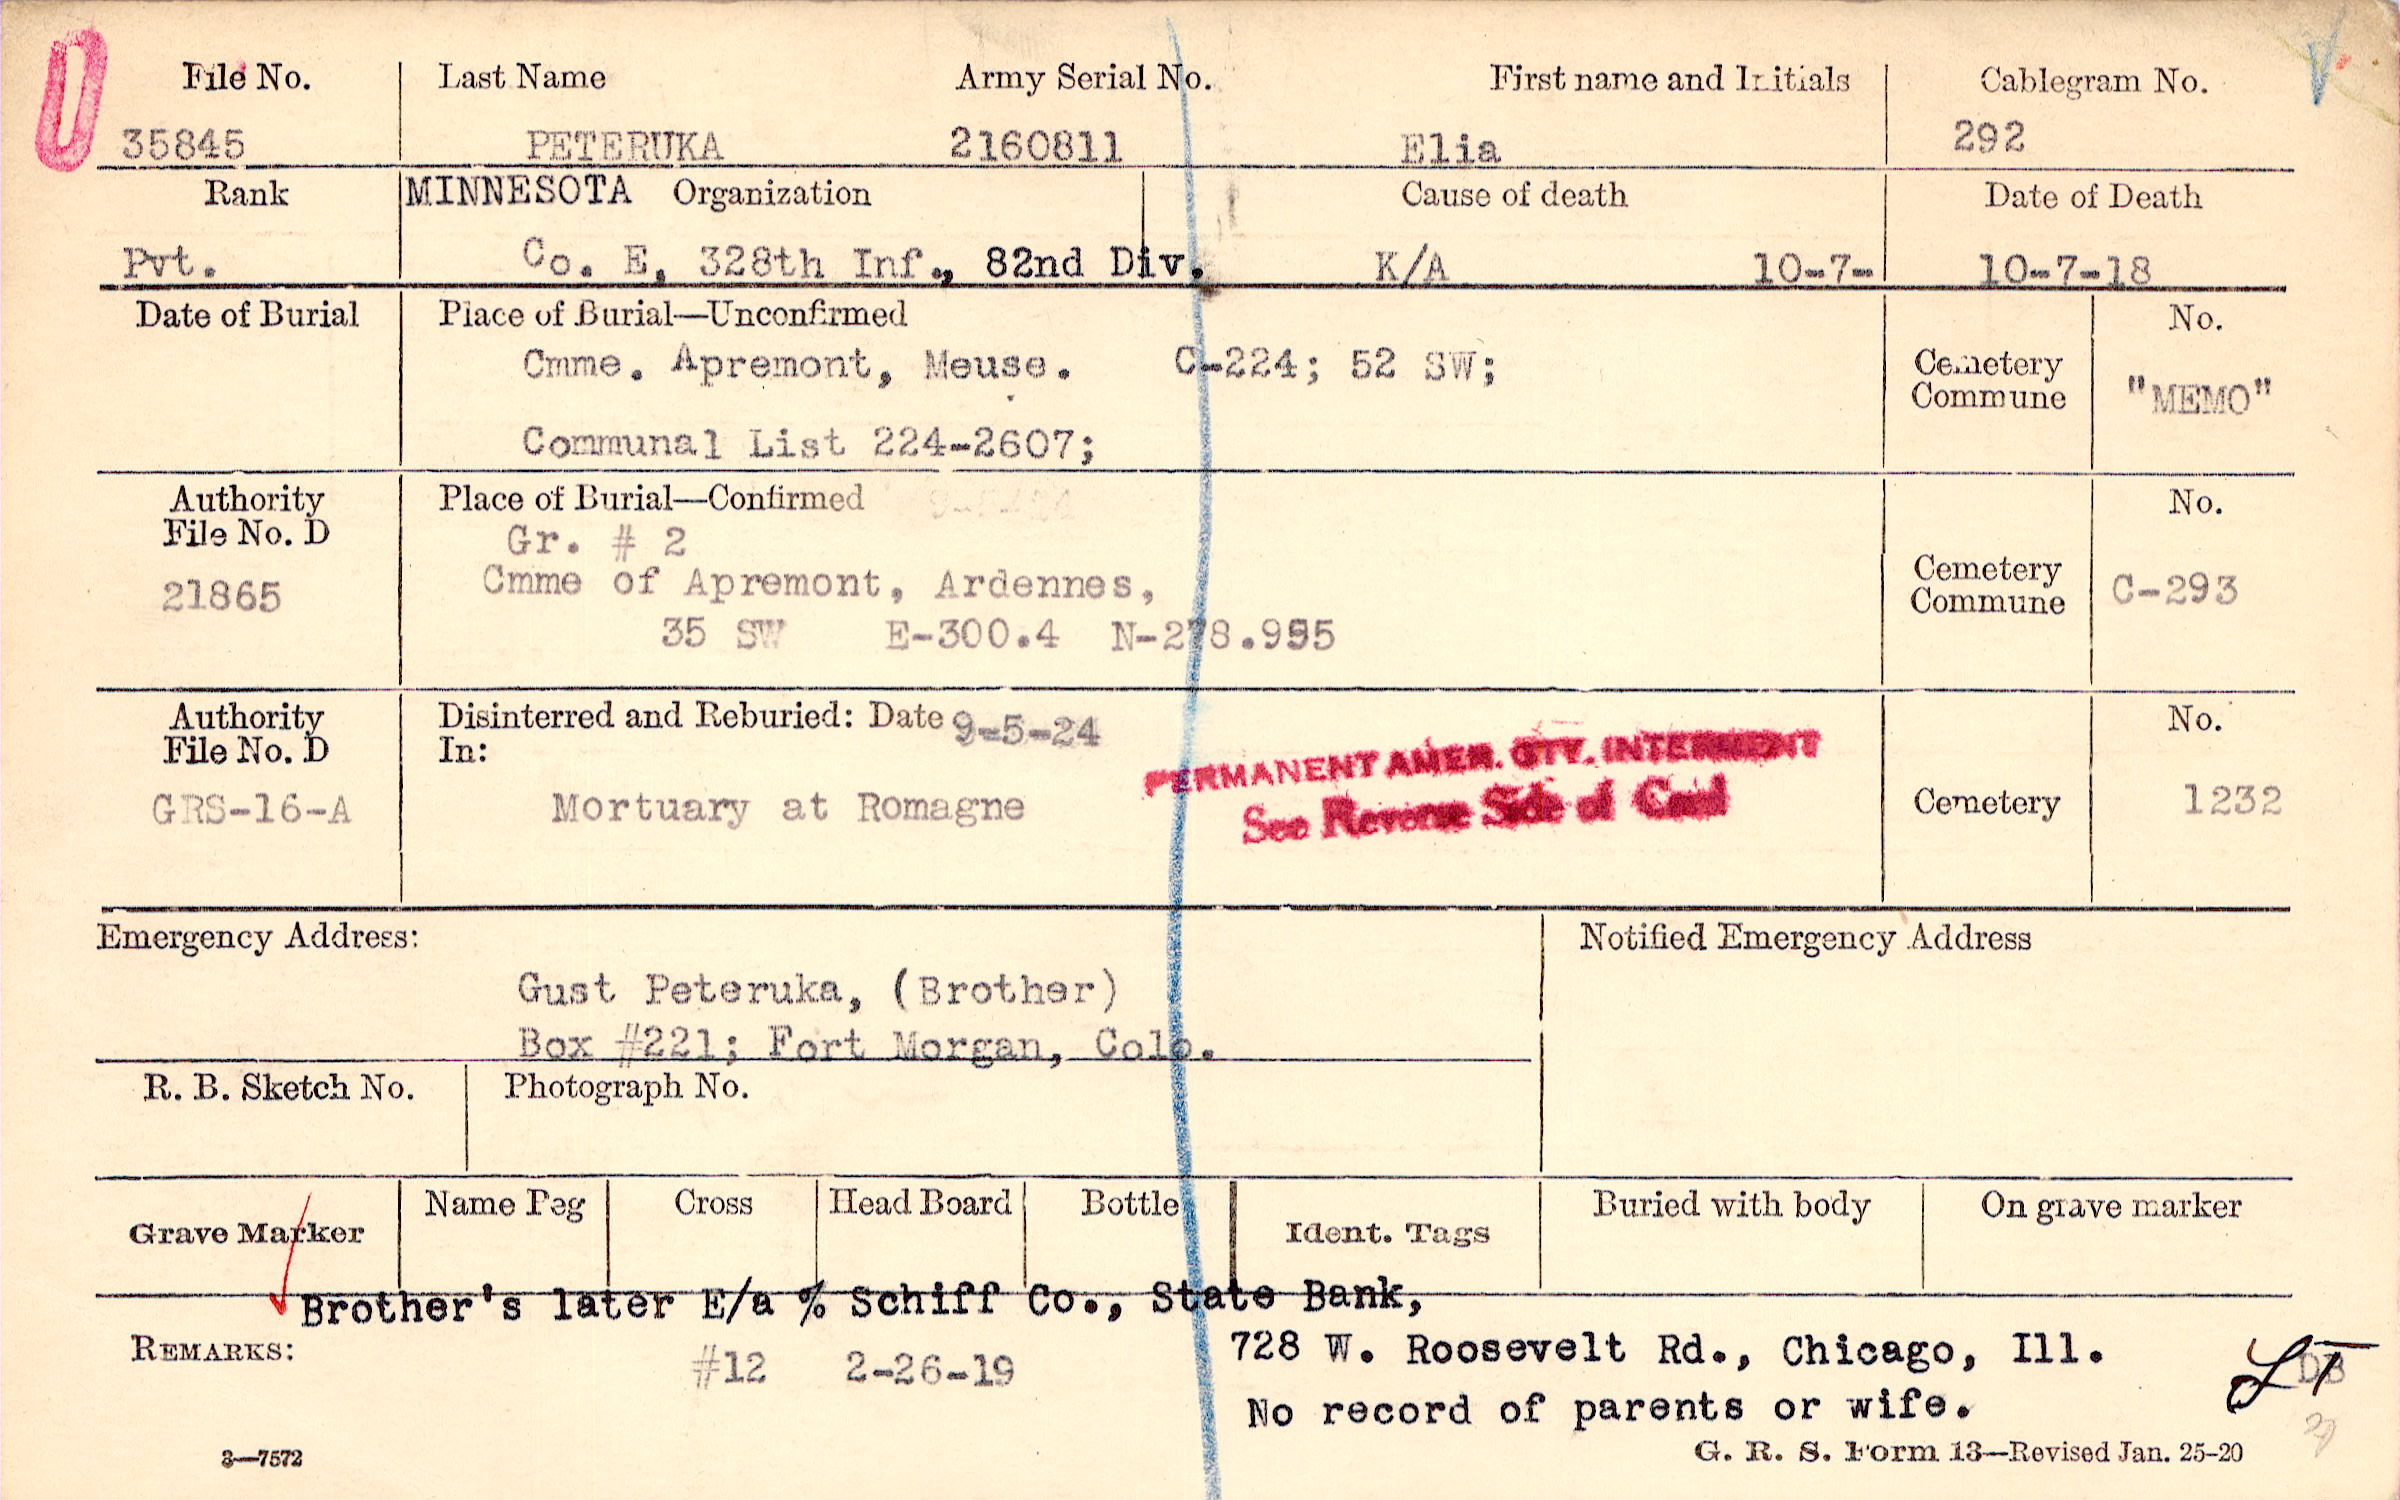 File No. Last Name Army Serial No. First name and Initials Cablegram No.
35845 PETERUKA 2160811 Elia 292
Rank MINNESOTA Organization Cause of death Date of Death
Pvt. Co. E, 328th Inf., 82nd Div. K/A 10-7- 10-7-18
Date of Burial Place of Burial—Unconfirmed No.
Cmme. Apremont, Meuse. C-224; 52 SW; Cemetery
Commune "MEMO"
Communal List 224-2607;
Authority Place of Burial—Confirmed No.
File No. D Gr. # 2
21865 Cmme of Apremont, Ardennes, Cemetery
Commune C-293
35 SW E-300.4 N-278.995
Authority Disinterred and Reburied: Date 9-5-24 No.
File No. D In:
PERMANENT AMER. CTY. INTERMENT
GRS-16-A Mortuary at Romagne See Reverse Side of Card Cemetery 1232
Emergency Address: Notified Emergency Address
Gust Peteruka, (Brother)
Box #221; Fort Morgan, Colo.
R. B. Sketch No. Photograph No.
Grave Marker Name Peg Cross Head Board Bottle Ident. Tags Buried with body On grave marker
Brother's later E/a % Schiff Co., State Bank,
REMARKS: #12 2-26-19 728 W. Roosevelt Rd., Chicago, Ill. DB
No record of parents or wife.
3—7572 G. R. S. Form 13—Revised Jan. 25-20